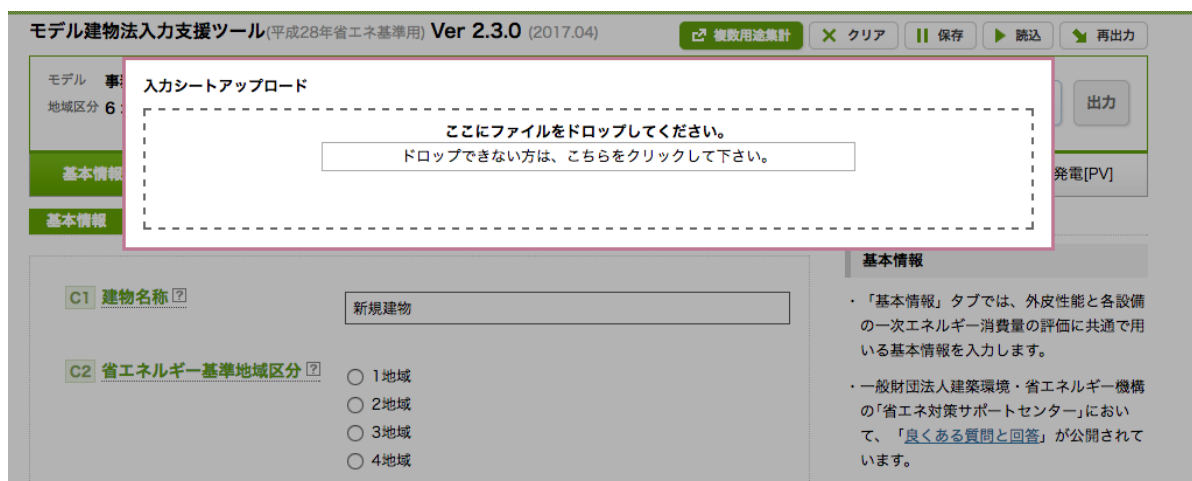 モデル建物法入力支援ツール(平成28年省エネ基準用) Ver 2.3.0 (2017.04)
複数用途集計
クリア
保存
読込
再出力
モデル
地域区分 6
入力シートアップロード
ここにファイルをドロップしてください。
ドロップできない方は、こちらをクリックして下さい。
出力
基本情報
発電[PV]
基本情報
C1 建物名称 ?
新規建物
C2 省エネルギー基準地域区分 ?
1地域
2地域
3地域
4地域
基本情報
・「基本情報」タブでは、外皮性能と各設備
の一次エネルギー消費量の評価に共通で用
いる基本情報を入力します。
・一般財団法人建築環境・省エネルギー機構
の「省エネ対策サポートセンター」におい
て、「良くある質問と回答」が公開されて
います。